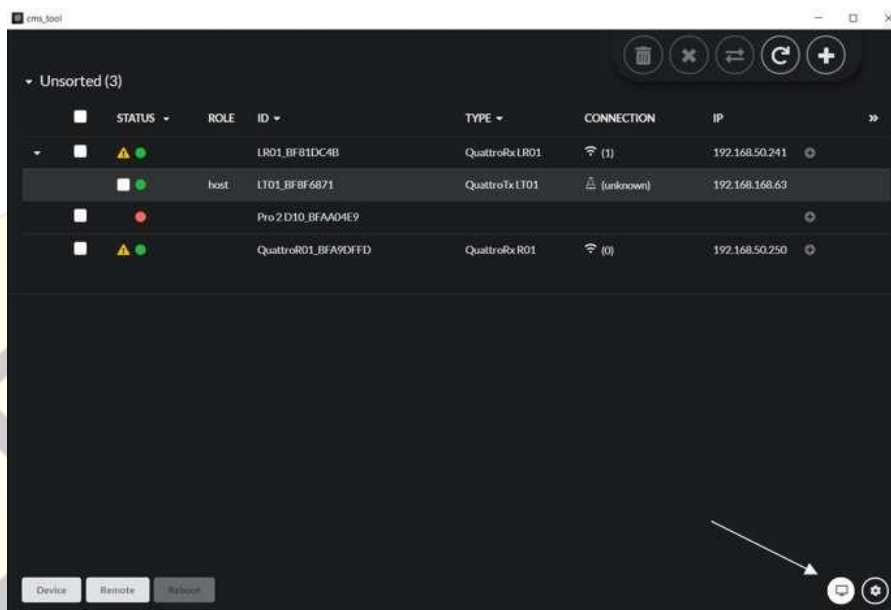 cms_tool
Unsorted (3)
STATUS ROLE ID TYPE CONNECTION IP »
LR01_BF81DC4B QuattroRx LR01 (1) 192.168.50.241
host LT01_BF8F6871 QuattroTx LT01 (unknown) 192.168.168.63
Pro 2 D10_BFAA04E9
QuattroR01_BFA9DFFD QuattroRx R01 (0) 192.168.50.250
Device Remote Reboot